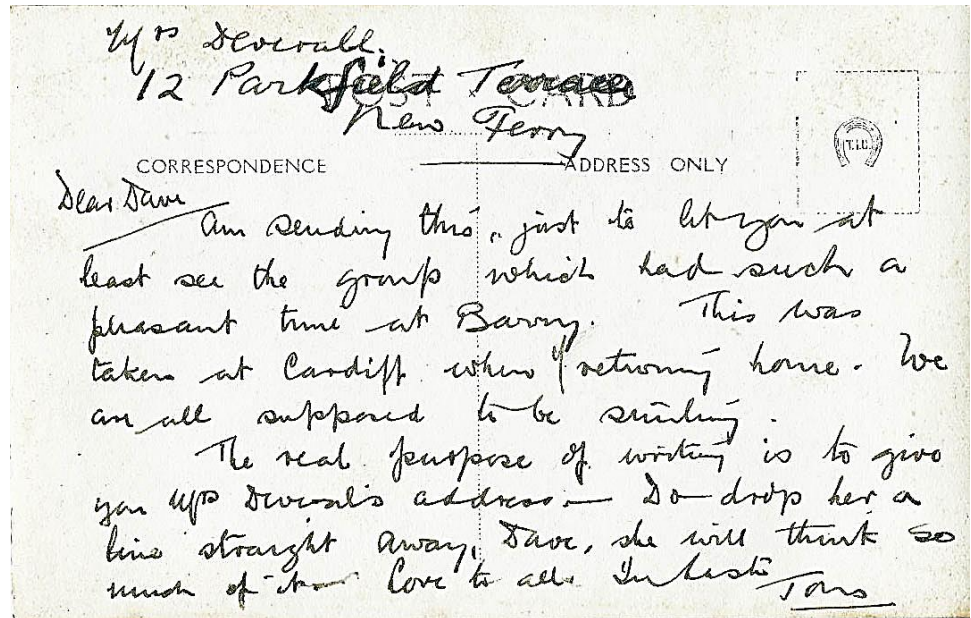 Mrs Deverall.
12 Parkfield Terrace
POST CARD
New Ferry
CORRESPONDENCE
ADDRESS ONLY
T.I.C.
Dear Dave
Am sending this, just to let you at
least see the group which had such a
pleasant time at Barry. This was
taken at Cardiff when returning home. We
are all supposed to be smiling.
The real purpose of writing is to give
you Mrs Deverall's address — Do drop her a
line straight away, Dave, she will think so
much of it — Love to all. In haste
Tom